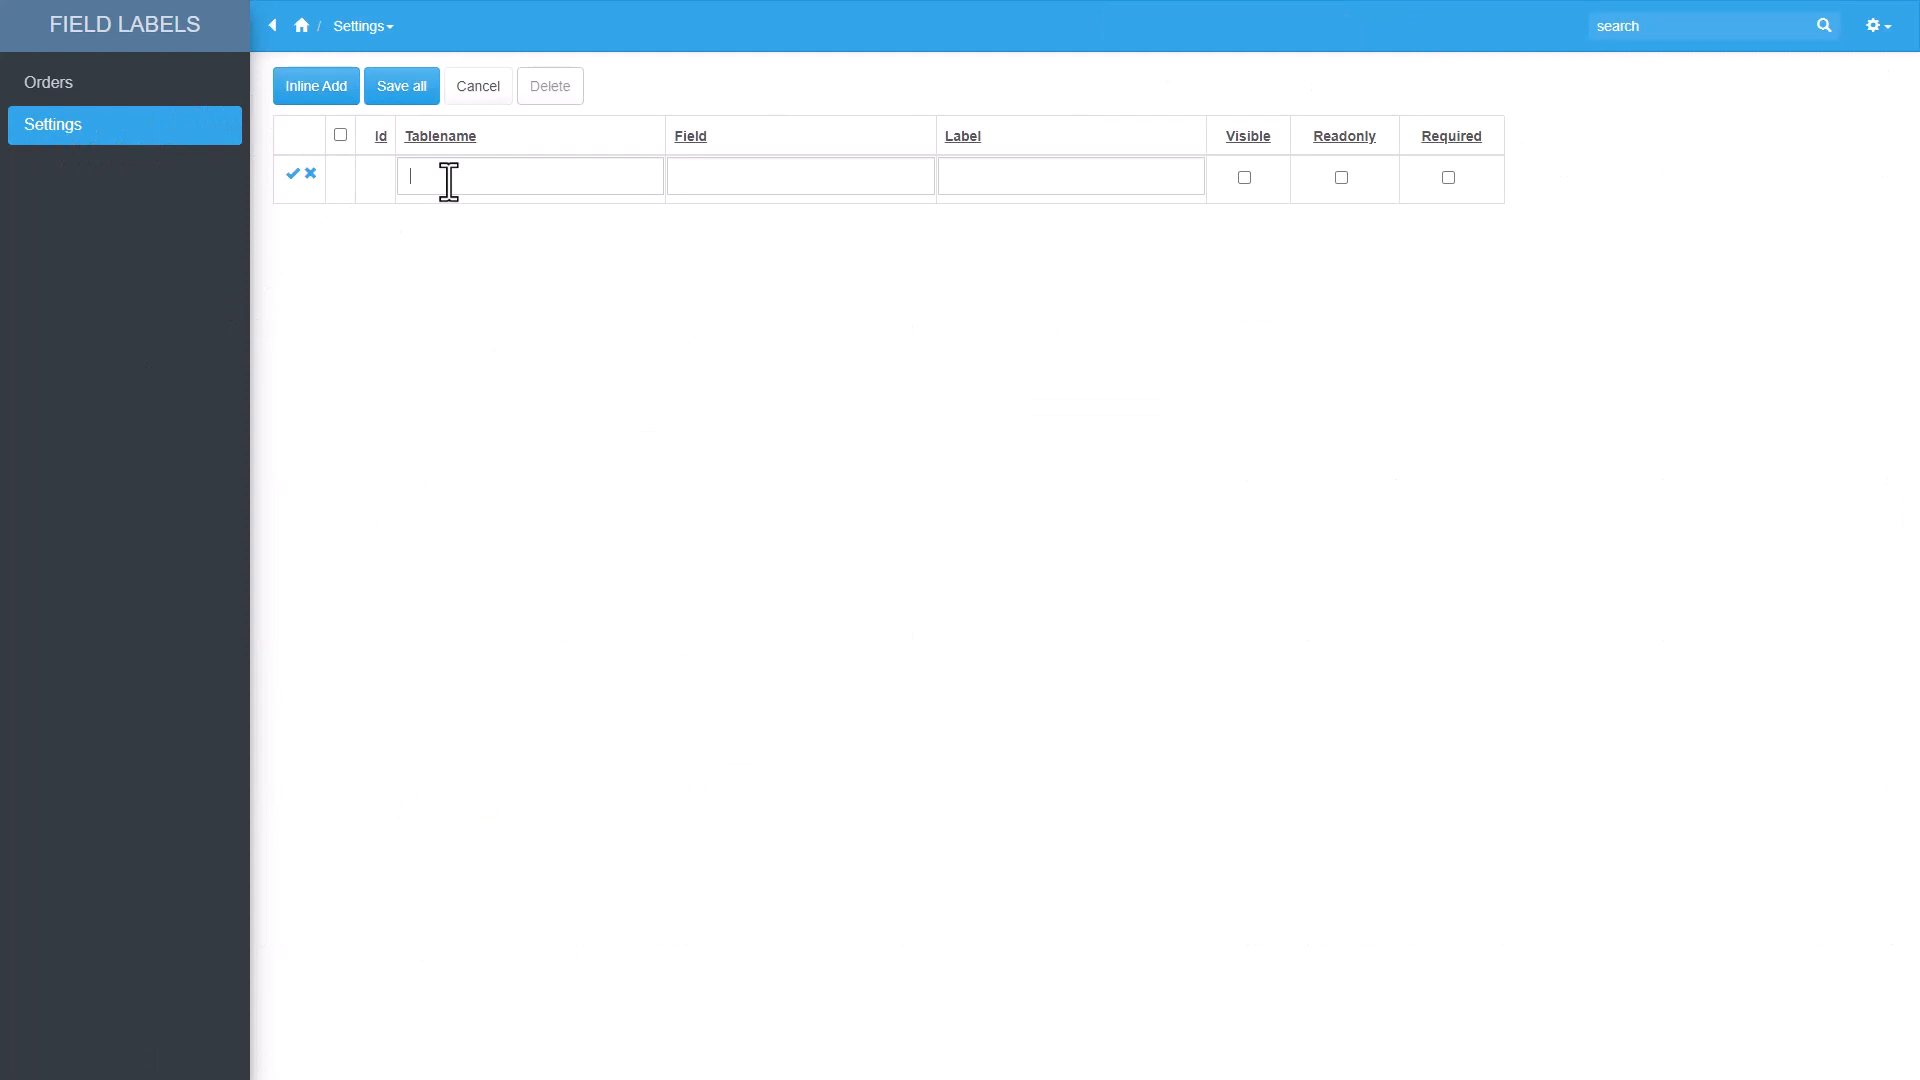 FIELD LABELS
/ Settings
search
Orders
Settings
Inline Add Save all Cancel Delete
Id Tablename Field Label Visible Readonly Required